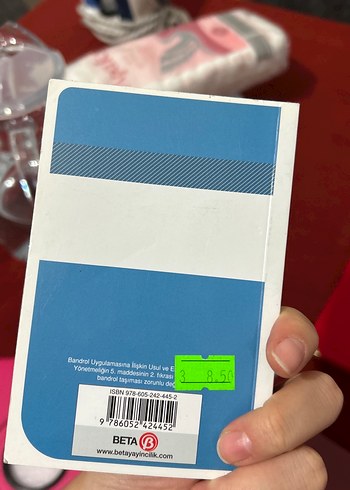 Bandrol Uygulamasına İlişkin Usul ve E
Yönetmeliğin 5. maddesinin 2. fıkrası
bandrol taşıması zorunlu değ
3 8.50
ISBN 978-605-242-445-2
9 786052 424452
BETA B
www.betayayincilik.com